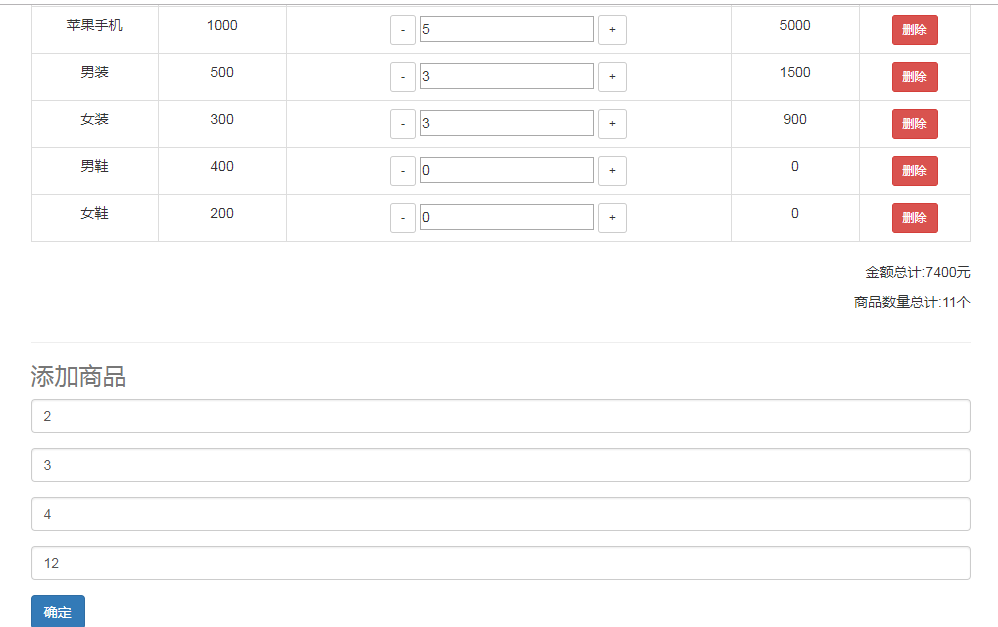 苹果手机 1000 - 5 + 5000 删除
男装 500 - 3 + 1500 删除
女装 300 - 3 + 900 删除
男鞋 400 - 0 + 0 删除
女鞋 200 - 0 + 0 删除
金额总计:7400元
商品数量总计:11个
添加商品
2
3
4
12
确定